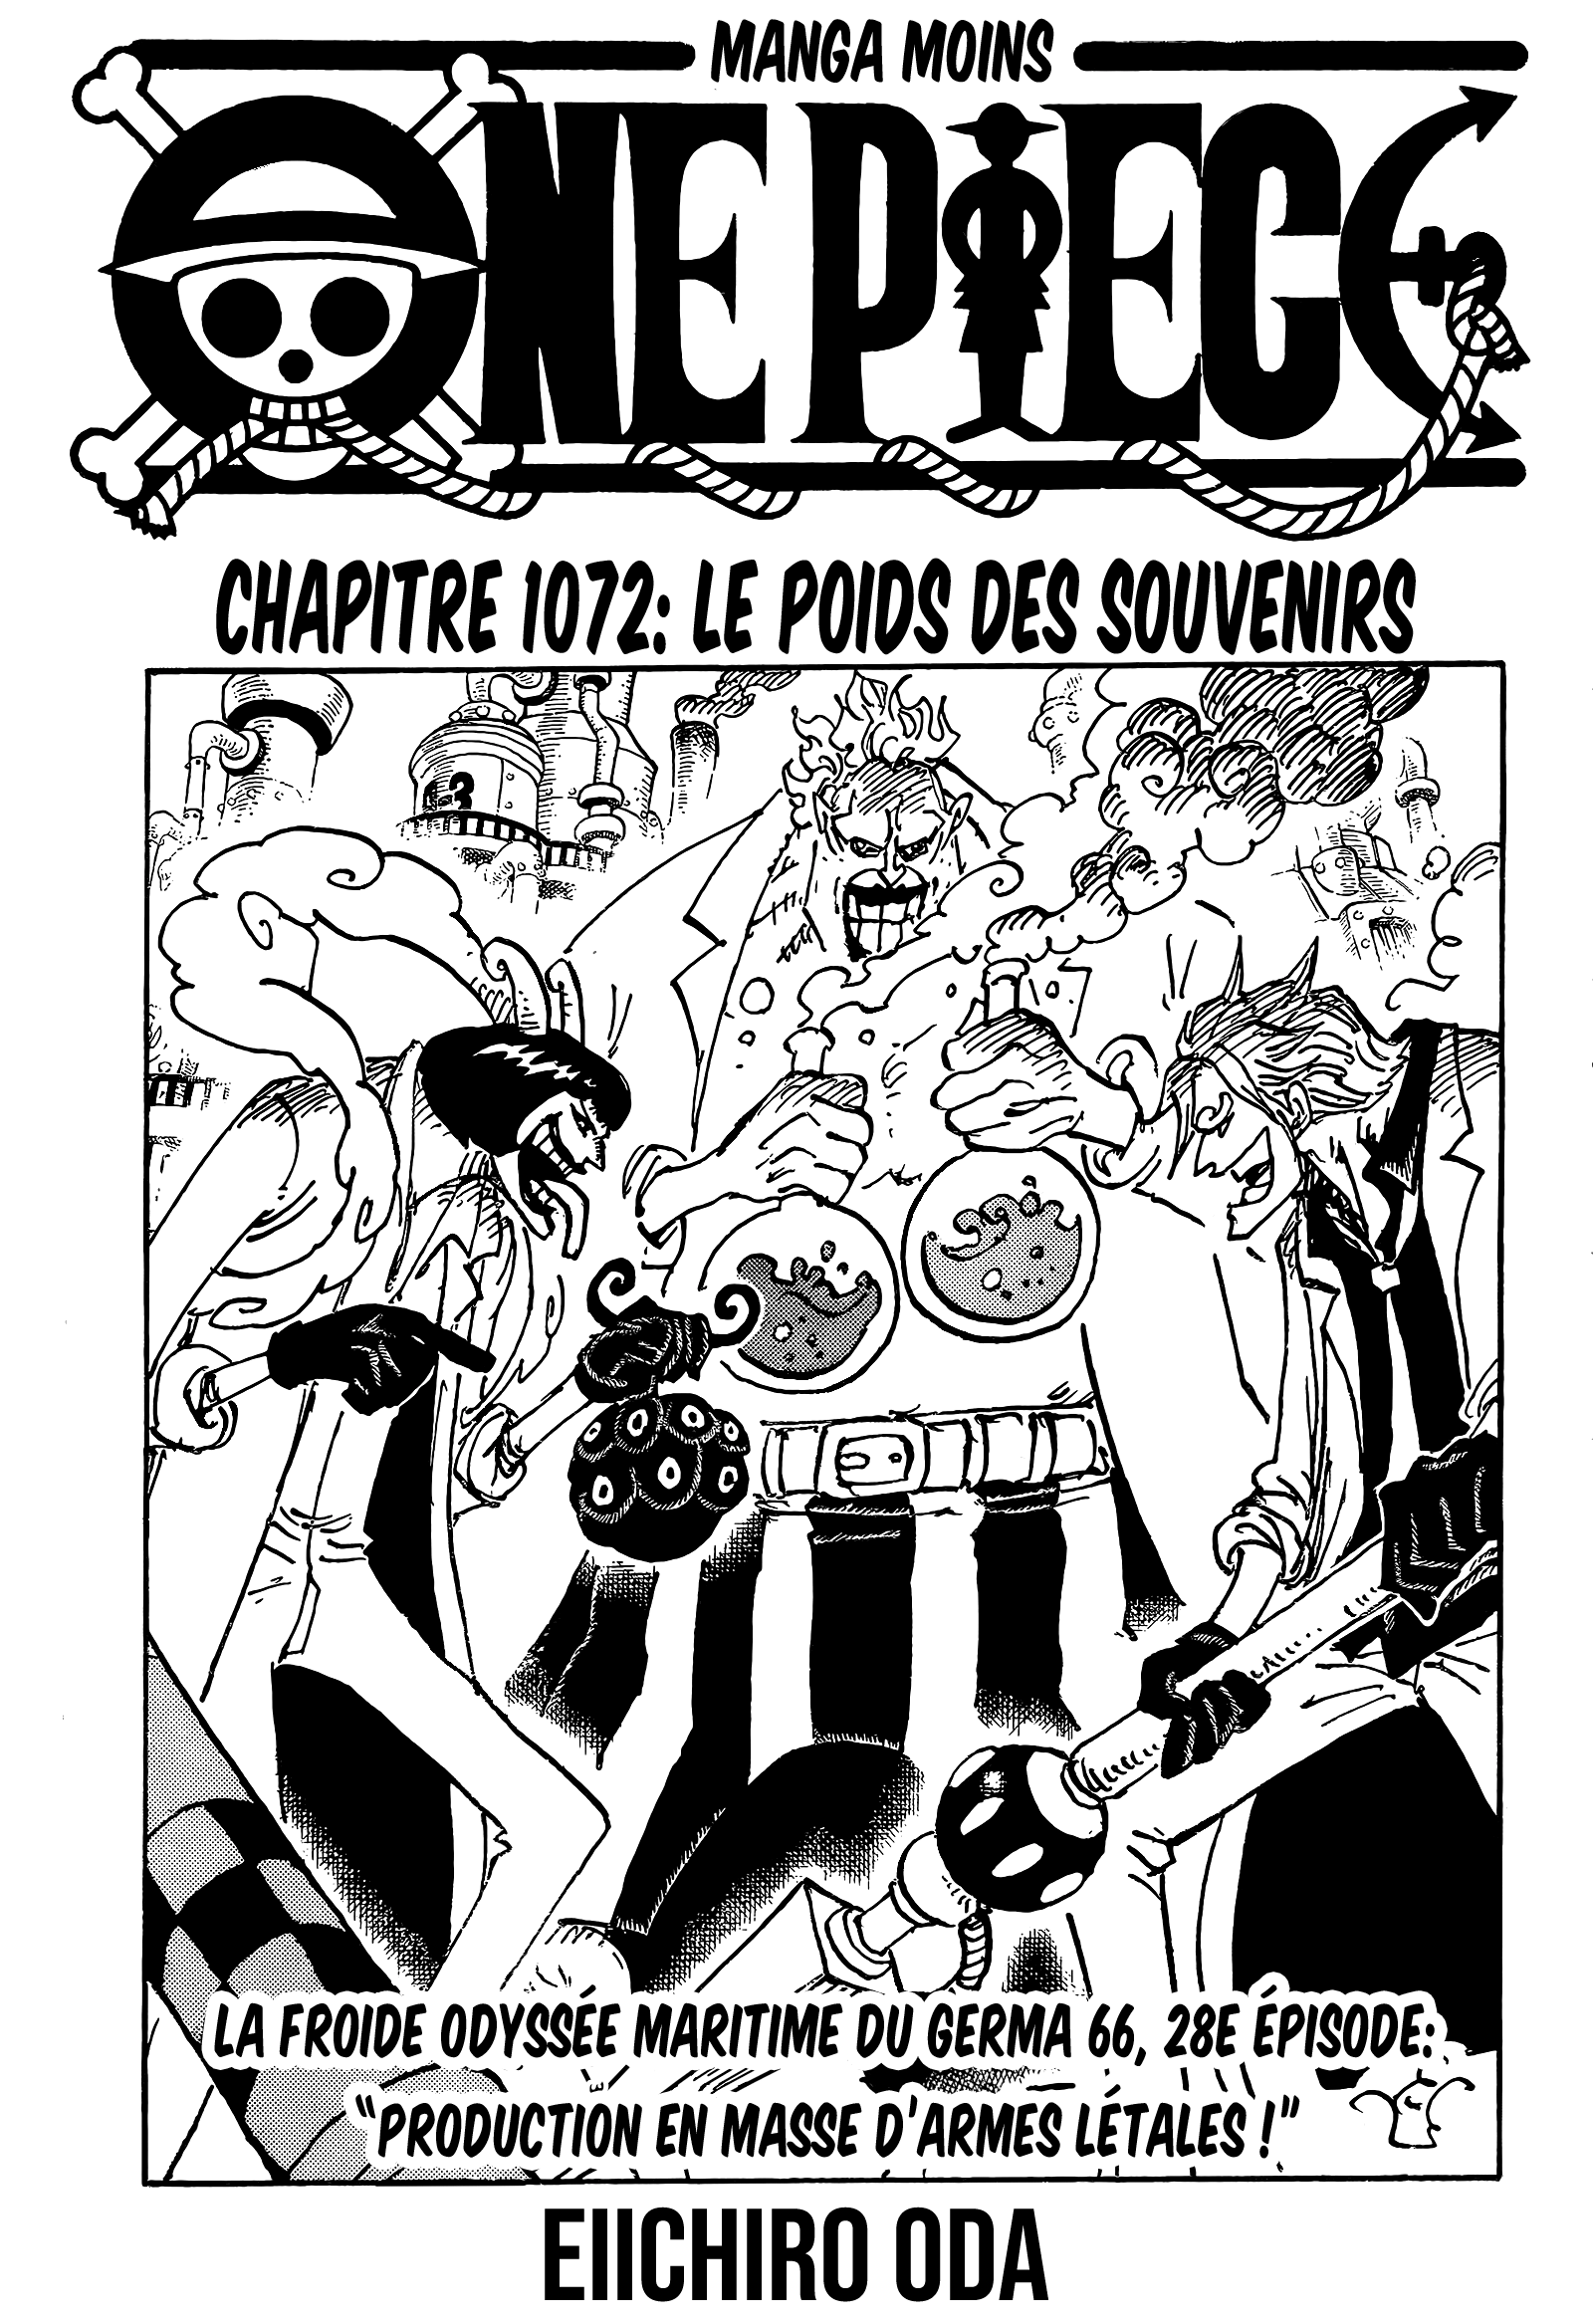 MANGA MOINS
ONE PIECE
CHAPITRE 1072: LE POIDS DES SOUVENIRS
3
LA FROIDE ODYSSÉE MARITIME DU GERMA 66, 28E ÉPISODE:
“PRODUCTION EN MASSE D'ARMES LÉTALES !”
EIICHIRO ODA